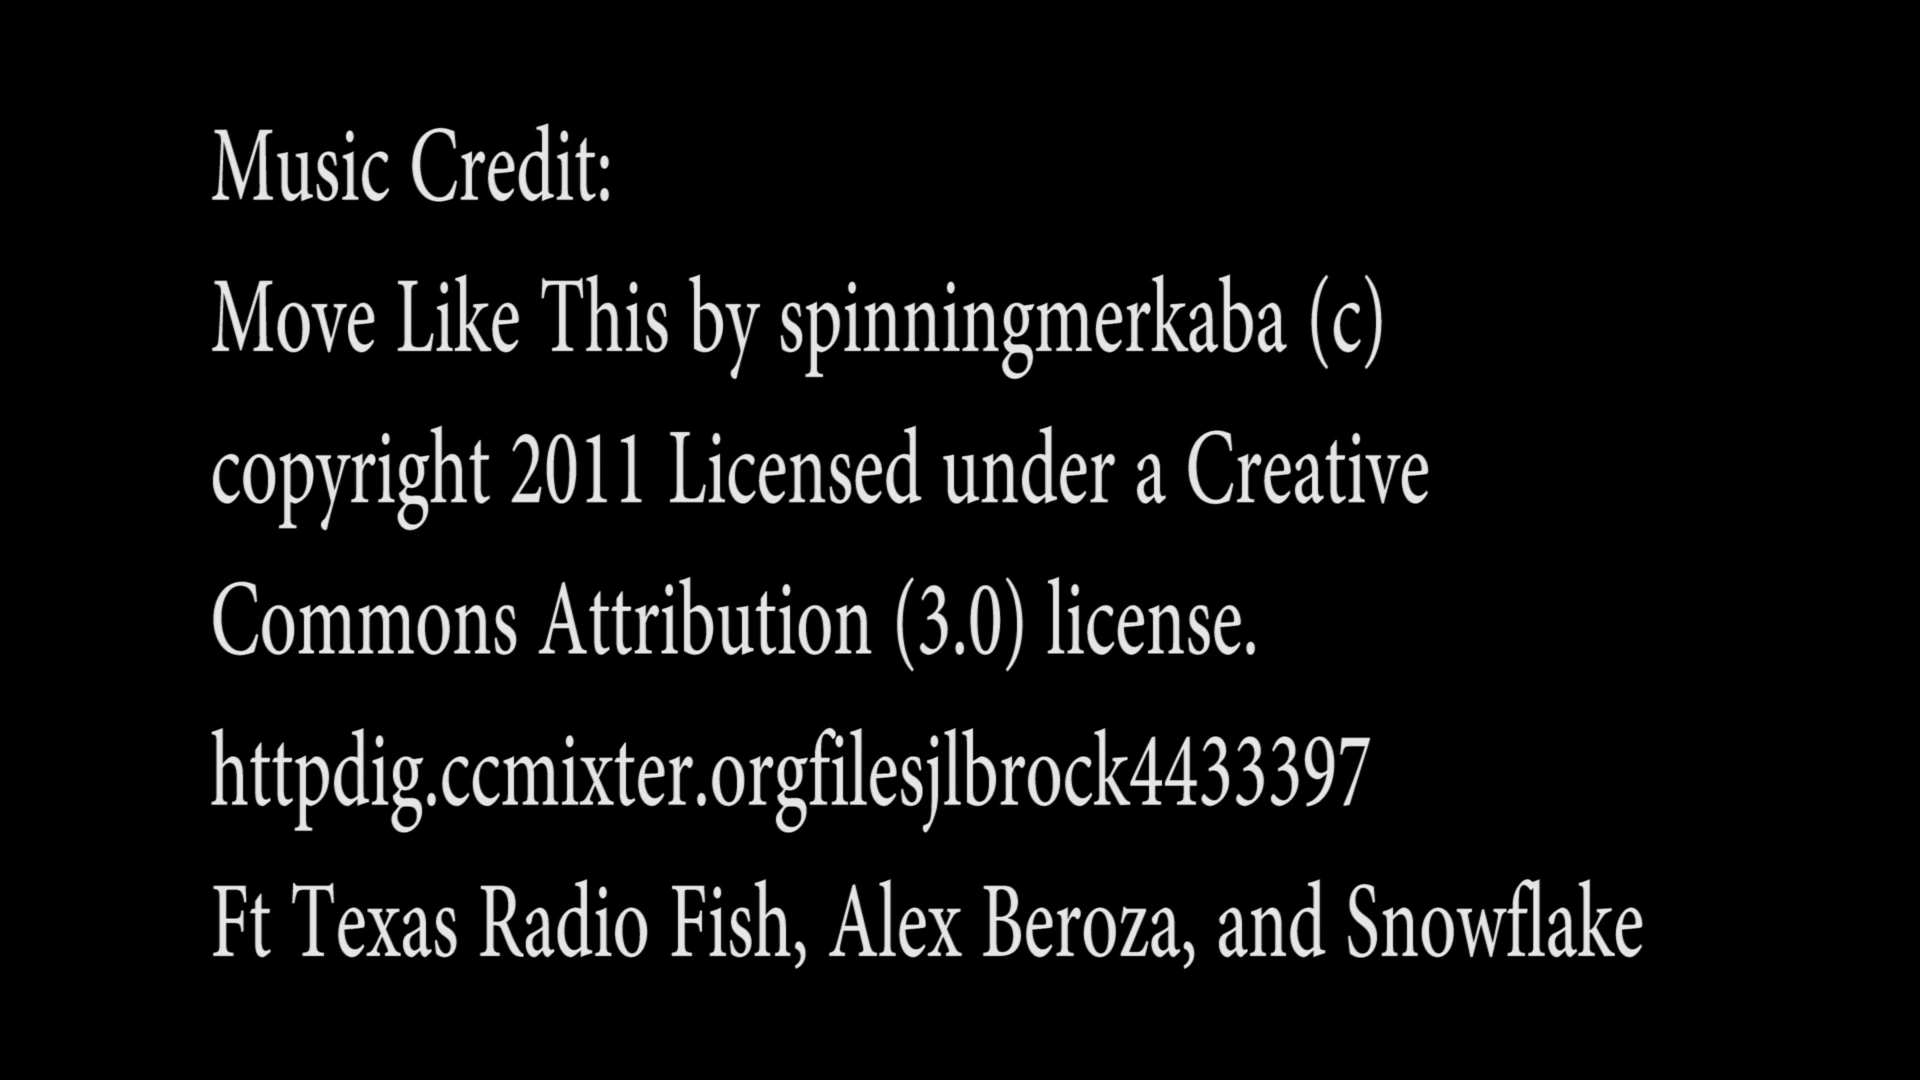 Music Credit:
Move Like This by spinningmerkaba (c)
copyright 2011 Licensed under a Creative
Commons Attribution (3.0) license.
httpdig.ccmixter.orgfilesjlbrock4433397
Ft Texas Radio Fish, Alex Beroza, and Snowflake